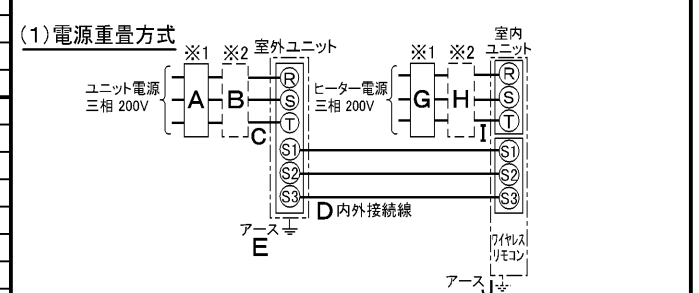 (1)電源重畳方式
※1 ※2 室外ユニット
ユニット電源
三相 200V
A B C
R
S
T
S1
S2
S3
D 内外接続線
アース
E
※1 ※2 室内
ユニット
ヒーター電源
三相 200V
G H I
R
S
T
S1
S2
S3
ワイヤレス
リモコン
アース J